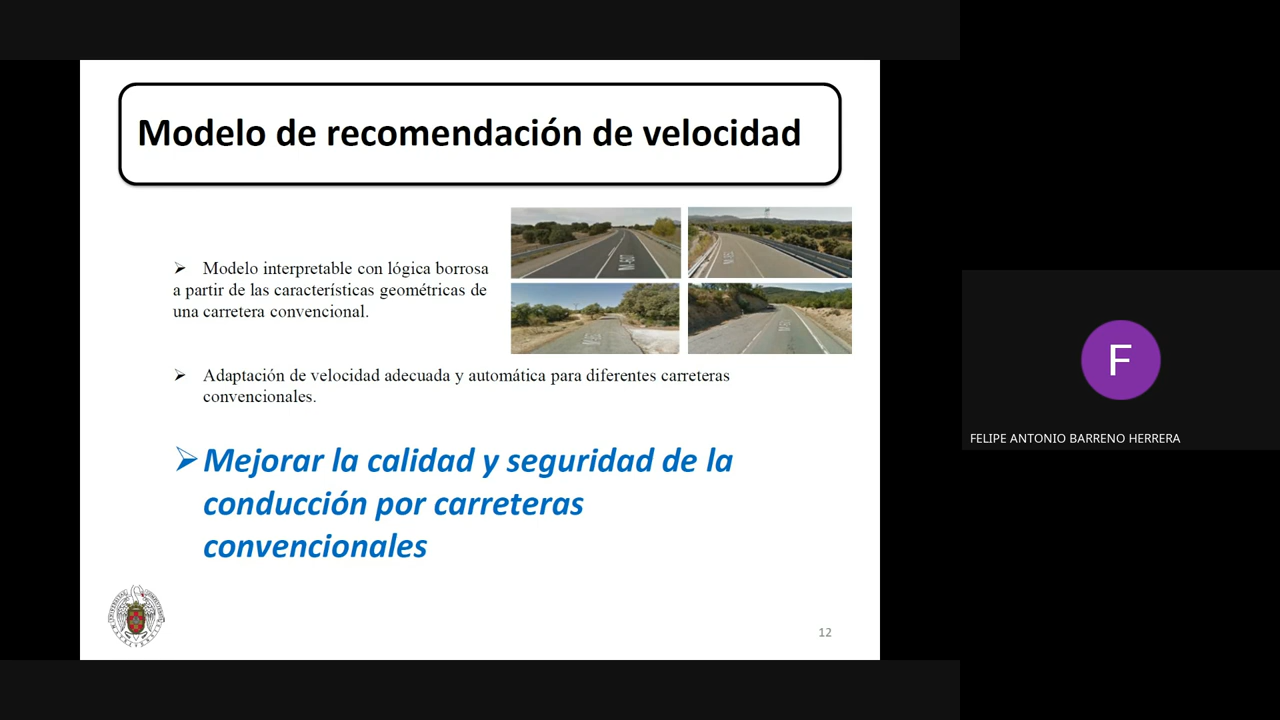 Modelo de recomendación de velocidad
➢ Modelo interpretable con lógica borrosa
a partir de las características geométricas de
una carretera convencional.
➢ Adaptación de velocidad adecuada y automática para diferentes carreteras
convencionales.
➢ Mejorar la calidad y seguridad de la
conducción por carreteras
convencionales
12
F
FELIPE ANTONIO BARRENO HERRERA